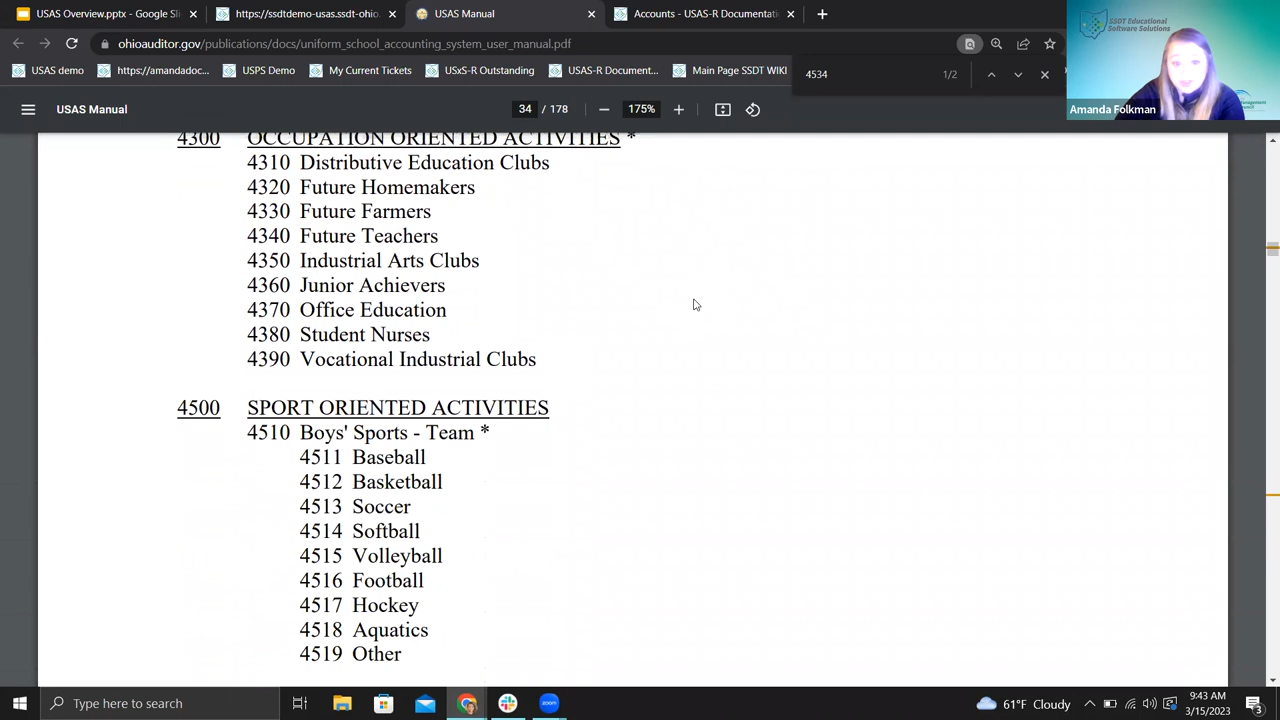 USAS Overview.pptx - Google Sli
https://ssdtdemo-usas.ssdt-ohio.
USAS Manual
Accounts - USAS-R Documentati
ohioauditor.gov/publications/docs/uniform_school_accounting_system_user_manual.pdf
USAS demo
https://amandadoc...
USPS Demo
My Current Tickets
USxS Outstanding
USAS-R Document...
Main Page SSDT WIKI
4534
1/2
SSDT Educational
Software Solutions
Amanda Folkman
USAS Manual
34 / 178
175%
4300 OCCUPATION ORIENTED ACTIVITIES *
4310 Distributive Education Clubs
4320 Future Homemakers
4330 Future Farmers
4340 Future Teachers
4350 Industrial Arts Clubs
4360 Junior Achievers
4370 Office Education
4380 Student Nurses
4390 Vocational Industrial Clubs
4500 SPORT ORIENTED ACTIVITIES
4510 Boys' Sports - Team *
4511 Baseball
4512 Basketball
4513 Soccer
4514 Softball
4515 Volleyball
4516 Football
4517 Hockey
4518 Aquatics
4519 Other
Type here to search
61°F Cloudy
9:43 AM
3/15/2023
3